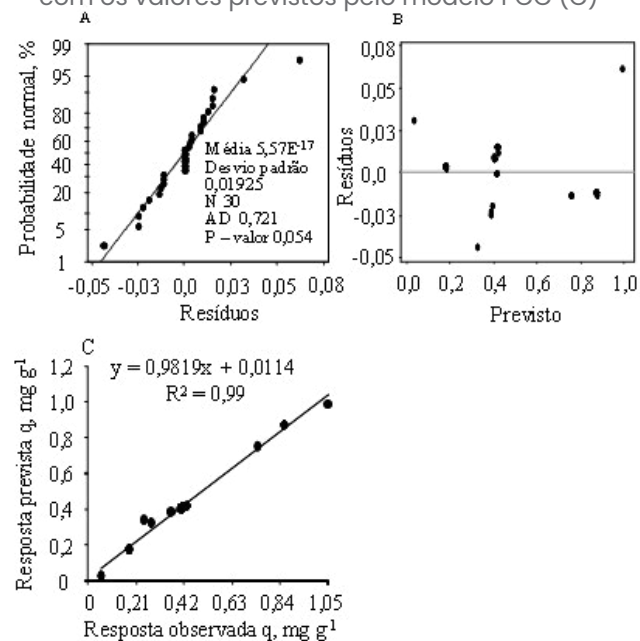 com os valores previstos pelo modelo FCC (C)
A
Probabilidade normal, %
99
95
80
60
40
20
5
1
Média 5,57E-17
Desvio padrão
0,01925
N 30
AD 0,721
P – valor 0,054
-0,05 -0,03 0,0 0,03 0,05 0,08
Resíduos
B
Resíduos
0,08
0,05
0,03
0,0
-0,03
-0,05
0,0 0,2 0,4 0,6 0,8 1,0
Previsto
C
y = 0,9819x + 0,0114
R² = 0,99
Resposta prevista q, mg g-1
1,2
1,0
0,8
0,6
0,4
0,2
0
0 0,21 0,42 0,63 0,84 1,05
Resposta observada q, mg g1